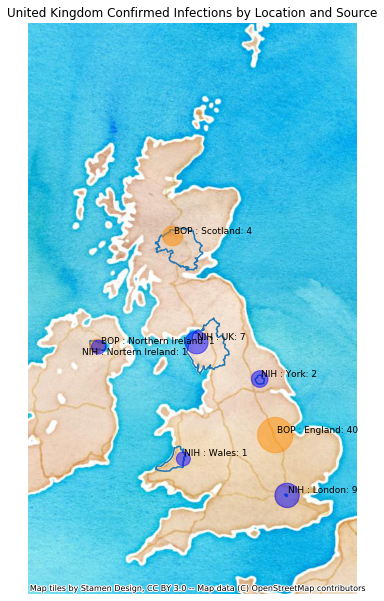 United Kingdom Confirmed Infections by Location and Source
BOP : Scotland: 4
NIH : UK: 7
BOP : Northern Ireland: 1
NIH : Nortern Ireland: 1
NIH : York: 2
BOP : England: 40
NIH : Wales: 1
NIH : London: 9
Map tiles by Stamen Design, CC BY 3.0 -- Map data (C) OpenStreetMap contributors